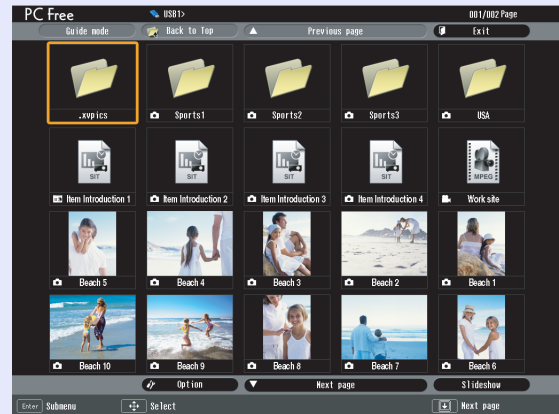 PC Free USB1> 001/002 Page
Guide mode Back to Top Previous page Exit
.xvpics Sports1 Sports2 Sports3 USA
SIT SIT SIT SIT MPEG
Item Introduction 1 Item Introduction 2 Item Introduction 3 Item Introduction 4 Work site
Beach 5 Beach 4 Beach 3 Beach 2 Beach 1
Beach 10 Beach 9 Beach 8 Beach 7 Beach 6
Option Next page Slideshow
Enter Submenu Select Next page